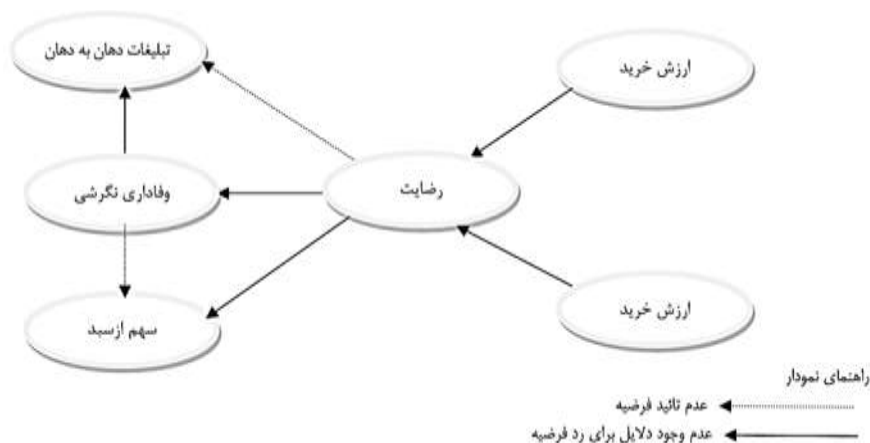 تبلیغات دهان به دهان
ارزش خرید
وفاداری نگرشی
رضایت
سهم ازسبد
ارزش خرید
راهنمای نمودار
عدم تائید فرضیه
عدم وجود دلایل برای رد فرضیه